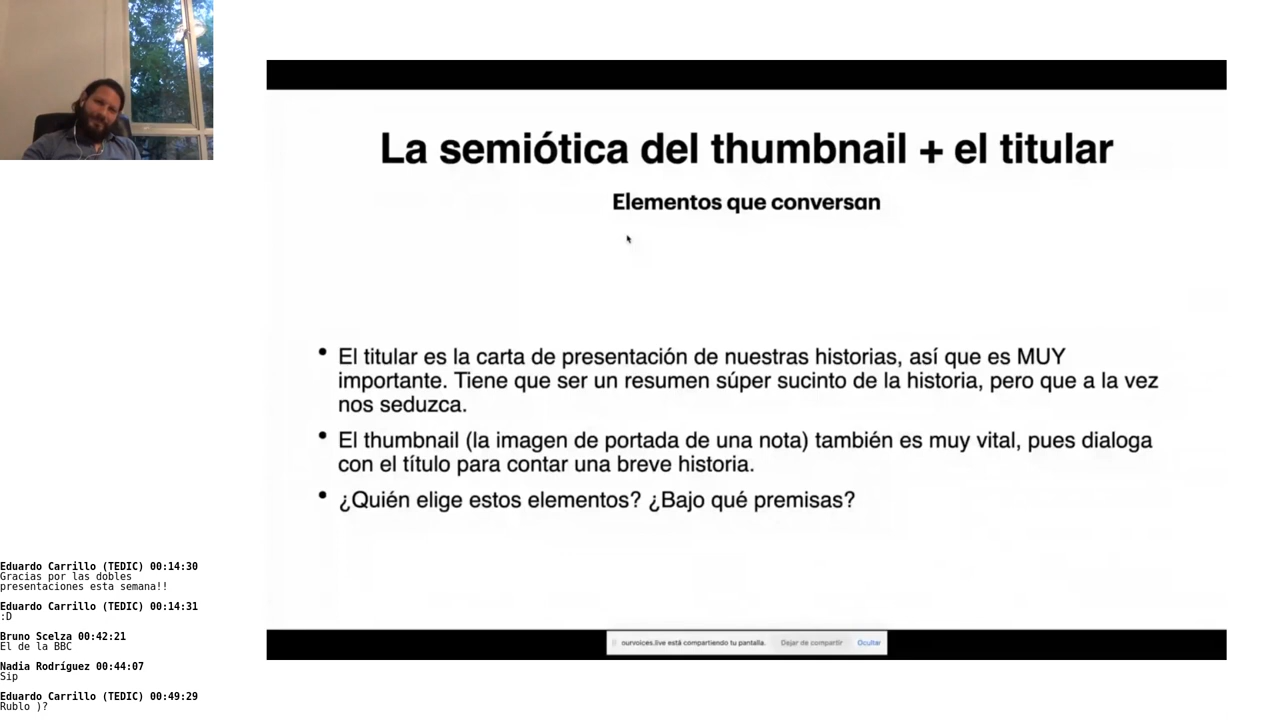 La semiótica del thumbnail + el titular
Elementos que conversan
• El titular es la carta de presentación de nuestras historias, así que es MUY
importante. Tiene que ser un resumen súper sucinto de la historia, pero que a la vez
nos seduzca.
• El thumbnail (la imagen de portada de una nota) también es muy vital, pues dialoga
con el título para contar una breve historia.
• ¿Quién elige estos elementos? ¿Bajo qué premisas?
ourvoices.live está compartiendo tu pantalla. Dejar de compartir Ocultar
Eduardo Carrillo (TEDIC) 00:14:30
Gracias por las dobles
presentaciones esta semana!!
Eduardo Carrillo (TEDIC) 00:14:31
:D
Bruno Scelza 00:42:21
El de la BBC
Nadia Rodríguez 00:44:07
Sip
Eduardo Carrillo (TEDIC) 00:49:29
Rublo )?